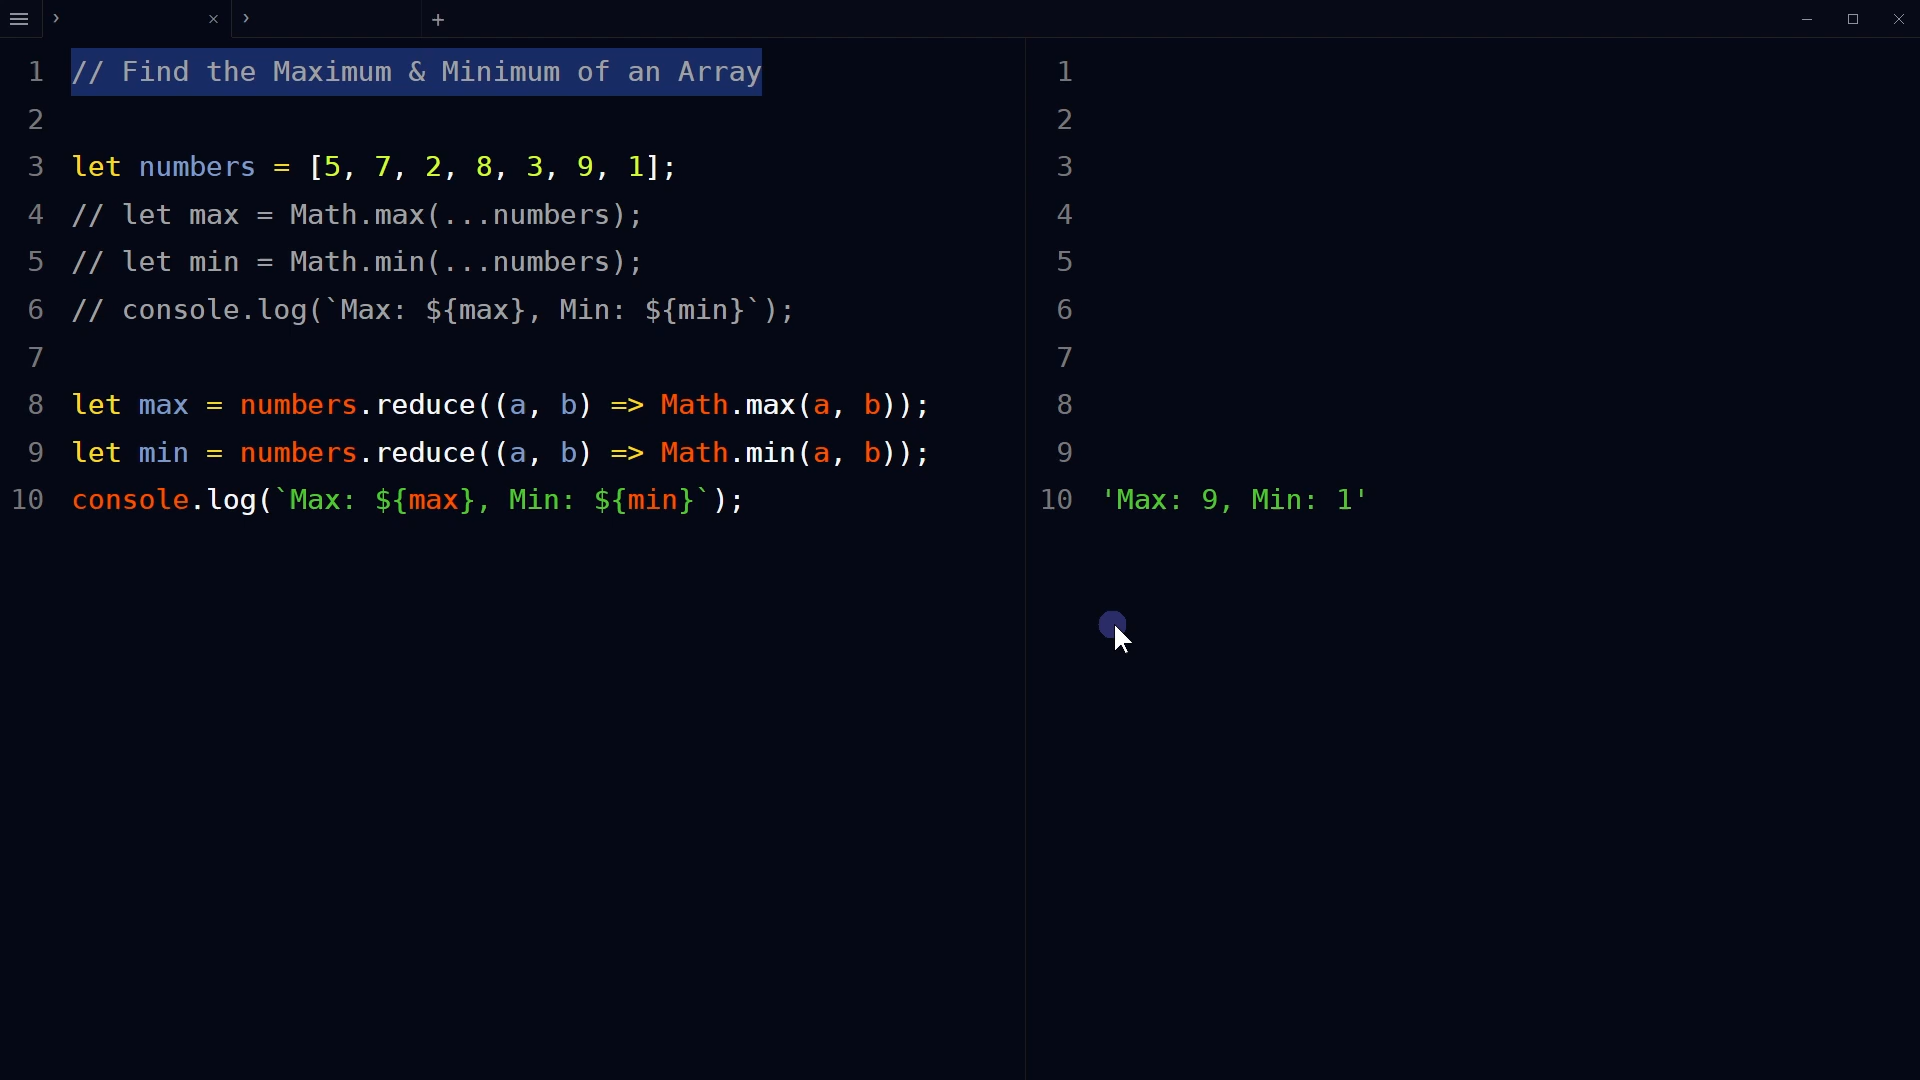 1 // Find the Maximum & Minimum of an Array
2
3 let numbers = [5, 7, 2, 8, 3, 9, 1];
4 // let max = Math.max(...numbers);
5 // let min = Math.min(...numbers);
6 // console.log(`Max: ${max}, Min: ${min}`);
7
8 let max = numbers.reduce((a, b) => Math.max(a, b));
9 let min = numbers.reduce((a, b) => Math.min(a, b));
10 console.log(`Max: ${max}, Min: ${min}`);
1
2
3
4
5
6
7
8
9
10 'Max: 9, Min: 1'